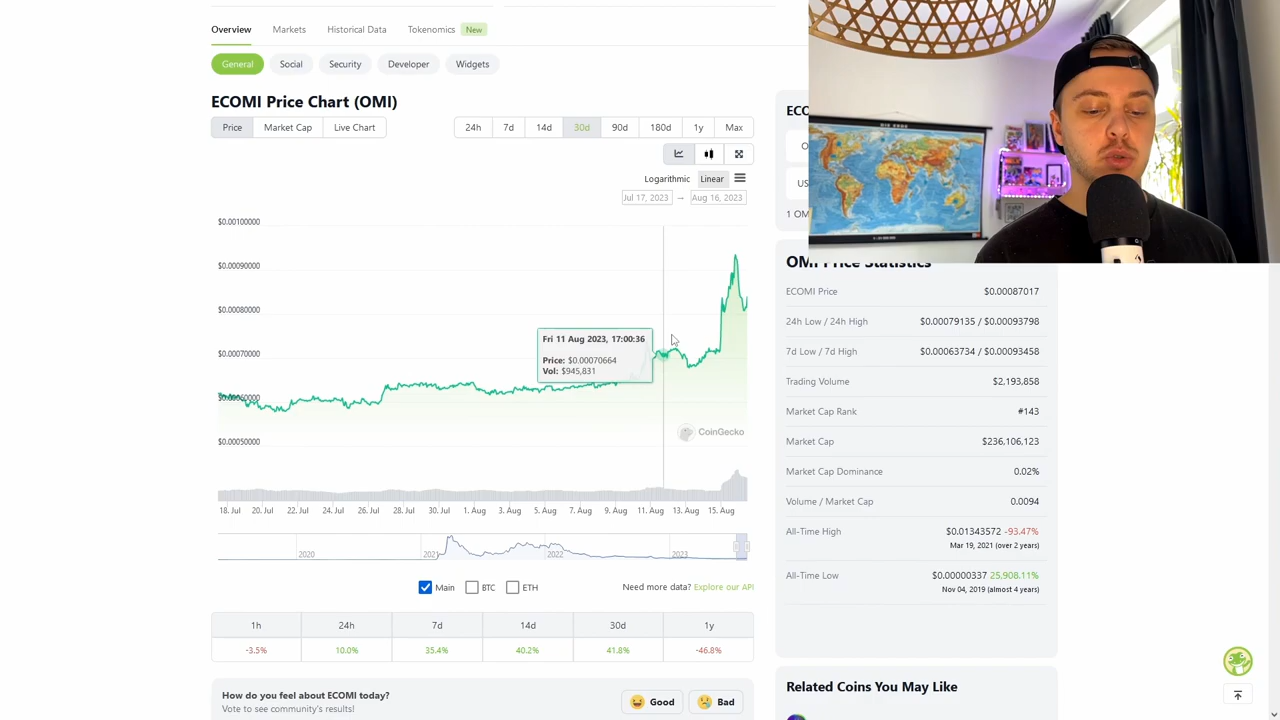 Overview Markets Historical Data Tokenomics New
General Social Security Developer Widgets
ECOMI Price Chart (OMI)
Price Market Cap Live Chart 24h 7d 14d 30d 90d 180d 1y Max
Logarithmic Linear
Jul 17, 2023 → Aug 16, 2023
$0.00100000
$0.00090000
$0.00080000
$0.00070000
$0.00060000
$0.00050000
Fri 11 Aug 2023, 17:00:36
Price: $0.00070664
Vol: $945,831
CoinGecko
18. Jul 20. Jul 22. Jul 24. Jul 26. Jul 28. Jul 30. Jul 1. Aug 3. Aug 5. Aug 7. Aug 9. Aug 11. Aug 13. Aug 15. Aug
2020 2021 2022 2023
Main BTC ETH Need more data? Explore our API
1h 24h 7d 14d 30d 1y
-3.5% 10.0% 35.4% 40.2% 41.8% -46.8%
How do you feel about ECOMI today?
Vote to see community's results!
Good Bad
ECO
O
US
1 OM
OMI Price Statistics
ECOMI Price $0.00087017
24h Low / 24h High $0.00079135 / $0.00093798
7d Low / 7d High $0.00063734 / $0.00093458
Trading Volume $2,193,858
Market Cap Rank #143
Market Cap $236,106,123
Market Cap Dominance 0.02%
Volume / Market Cap 0.0094
All-Time High $0.01343572 -93.47%
Mar 19, 2021 (over 2 years)
All-Time Low $0.00000337 25,908.11%
Nov 04, 2019 (almost 4 years)
Related Coins You May Like